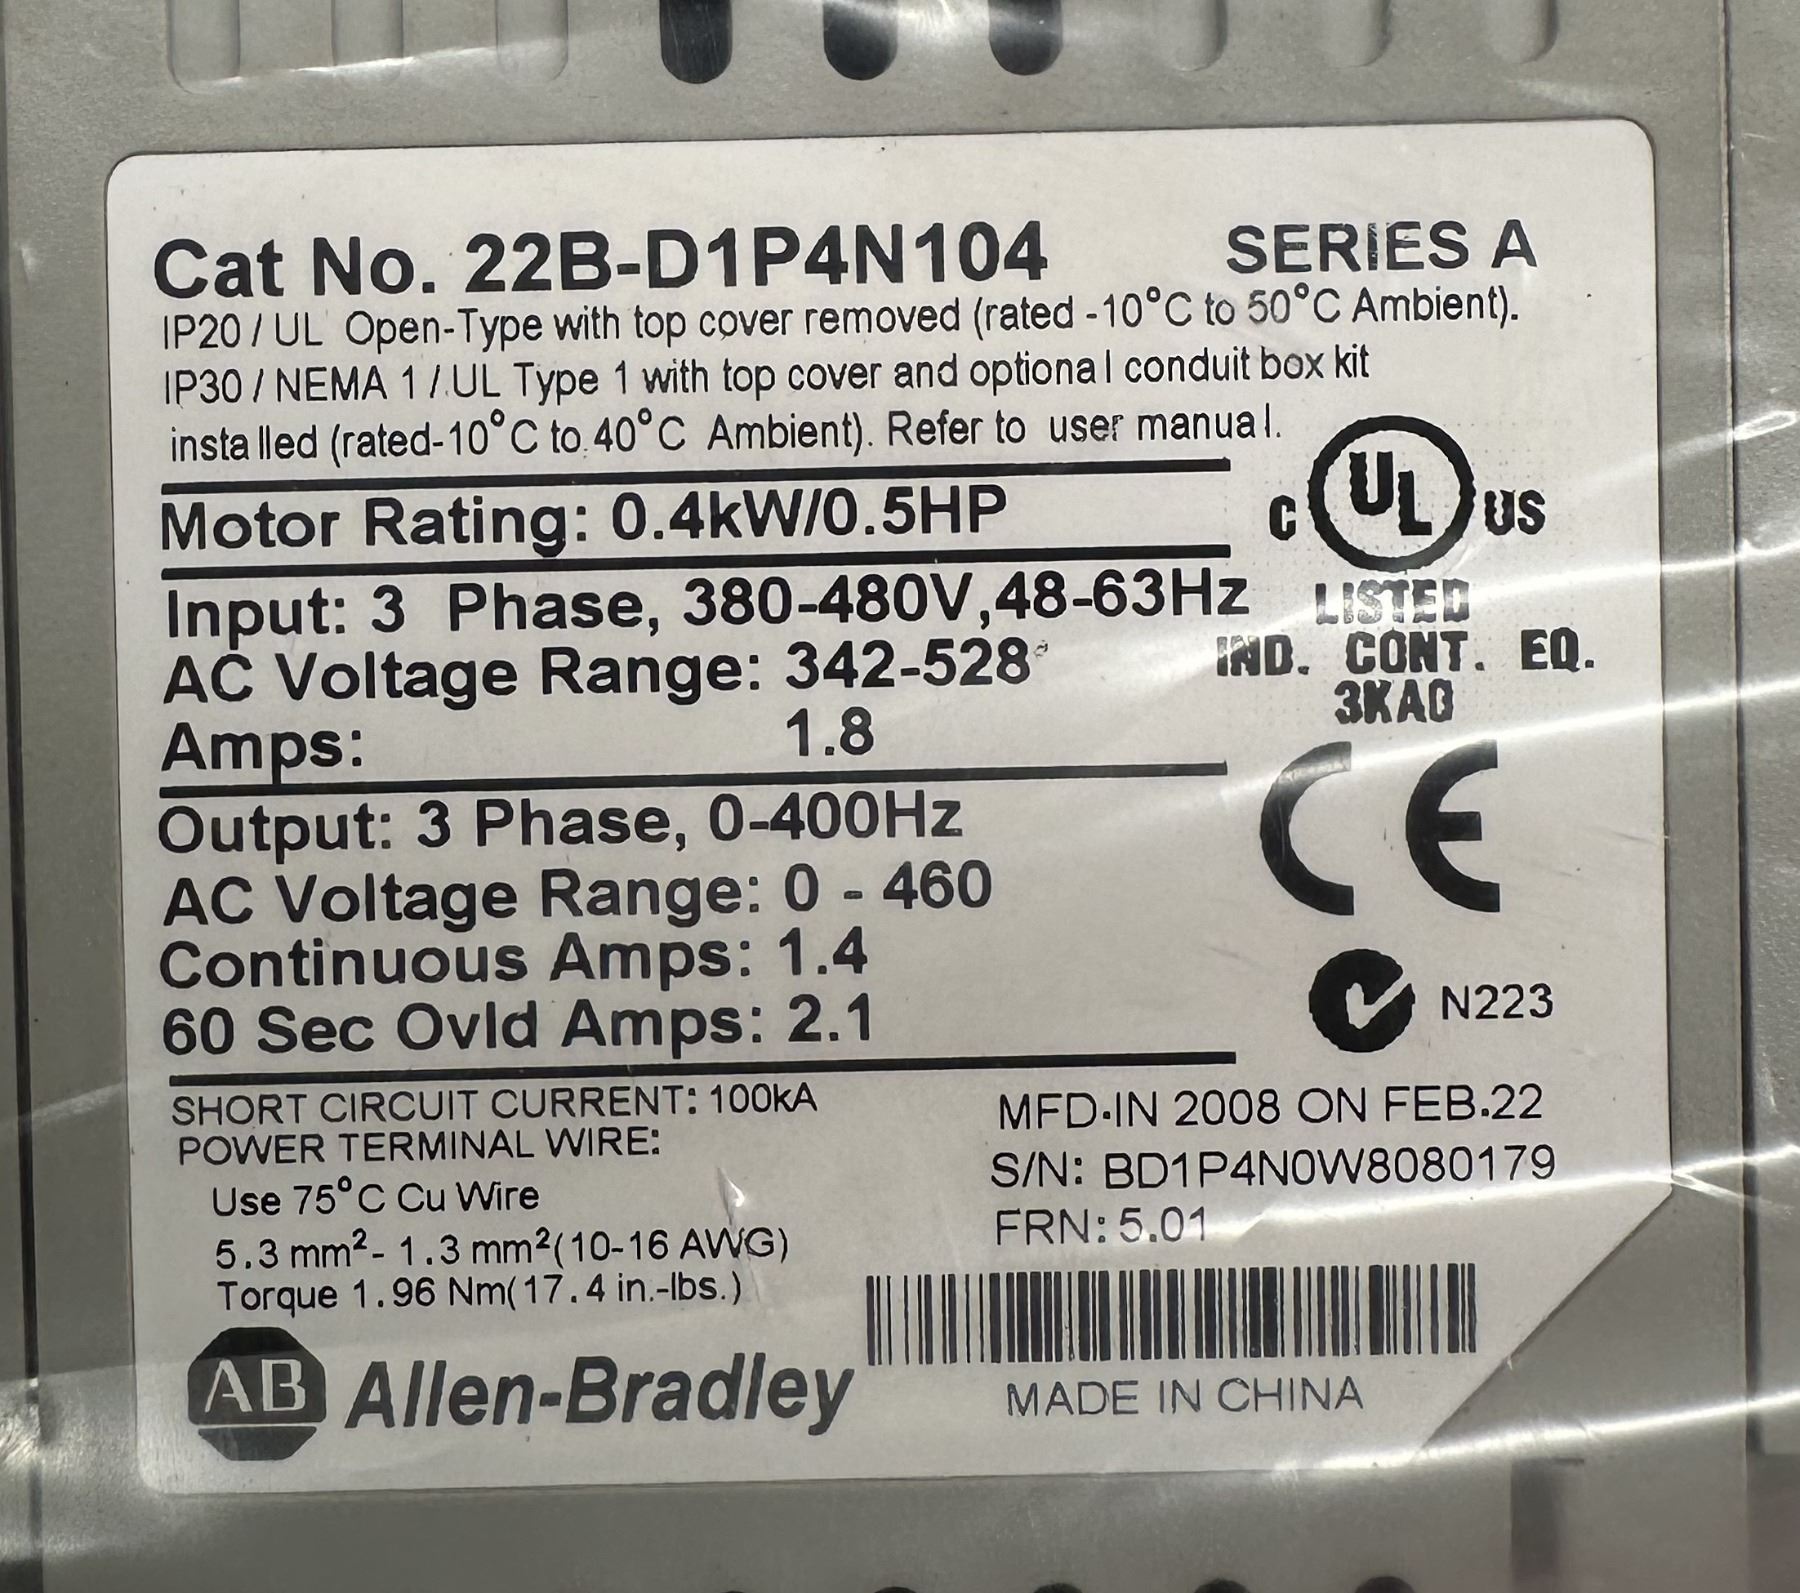 Cat No. 22B-D1P4N104 SERIES A
IP20 / UL Open-Type with top cover removed (rated -10°C to 50°C Ambient).
IP30 / NEMA 1 / UL Type 1 with top cover and optional conduit box kit
installed (rated-10°C to 40°C Ambient). Refer to user manual.
Motor Rating: 0.4kW/0.5HP
C UL US
LISTED
IND. CONT. EQ.
3KAQ
Input: 3 Phase, 380-480V,48-63Hz
AC Voltage Range: 342-528
Amps: 1.8
CE
Output: 3 Phase, 0-400Hz
AC Voltage Range: 0 - 460
Continuous Amps: 1.4
60 Sec Ovld Amps: 2.1
N223
SHORT CIRCUIT CURRENT: 100kA
POWER TERMINAL WIRE:
Use 75°C Cu Wire
5.3 mm²- 1.3 mm²(10-16 AWG)
Torque 1.96 Nm(17.4 in.-lbs.)
MFD.IN 2008 ON FEB.22
S/N: BD1P4N0W8080179
FRN: 5.01
AB Allen-Bradley
MADE IN CHINA